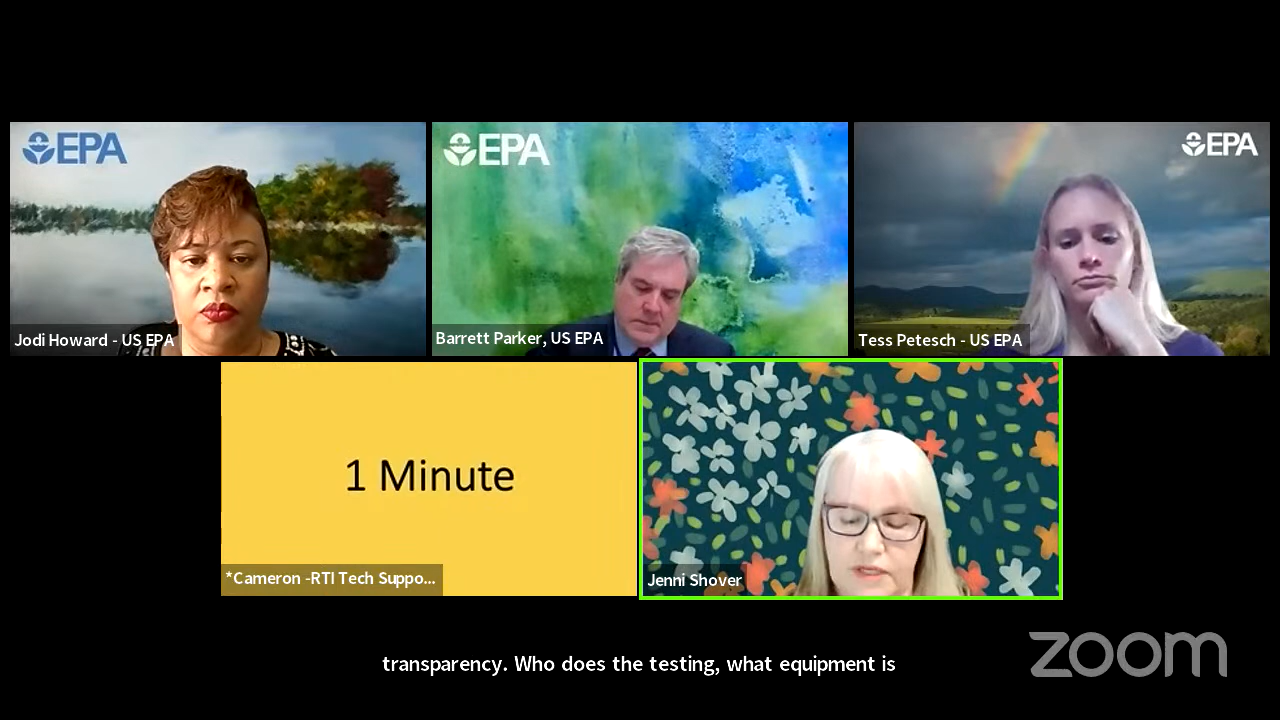 EPA
EPA
EPA
Jodi Howard - US EPA
Barrett Parker, US EPA
Tess Petesch - US EPA
1 Minute
*Cameron -RTI Tech Suppo...
Jenni Shover
transparency. Who does the testing, what equipment is
zoom